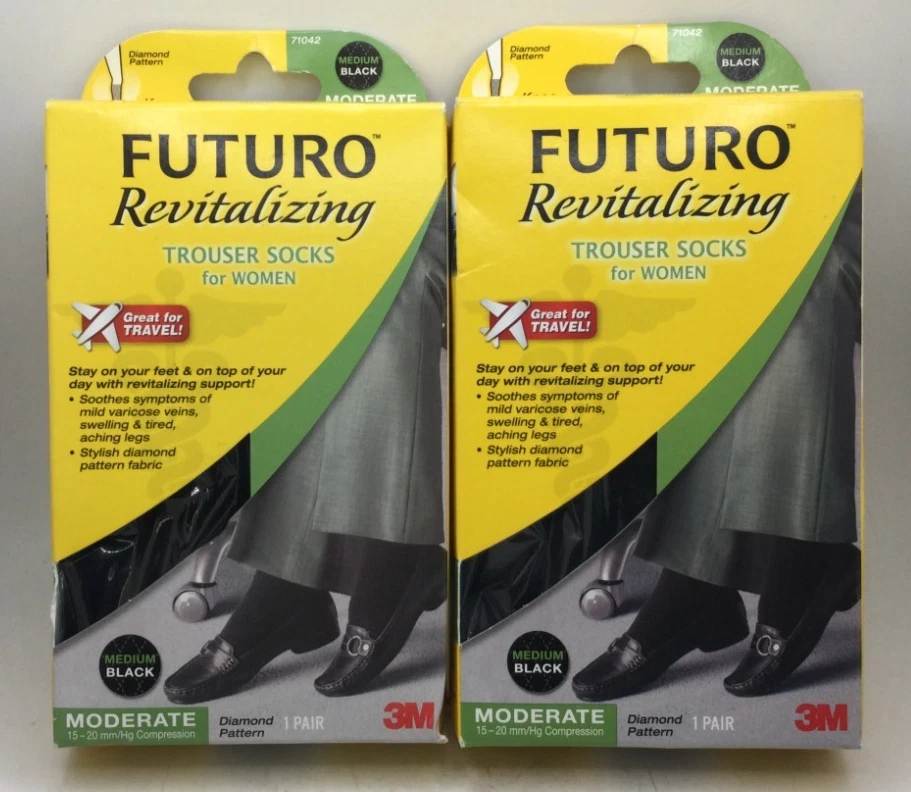 Diamond
Pattern
71042
MEDIUM
BLACK
MODERATE
FUTURO™
Revitalizing
TROUSER SOCKS
for WOMEN
Great for
TRAVEL!
Stay on your feet & on top of your
day with revitalizing support!
• Soothes symptoms of
mild varicose veins,
swelling & tired,
aching legs
• Stylish diamond
pattern fabric
MEDIUM
BLACK
MODERATE
15-20 mm/Hg Compression
Diamond
Pattern
1 PAIR
3M
Diamond
Pattern
71042
MEDIUM
BLACK
MODERATE
FUTURO™
Revitalizing
TROUSER SOCKS
for WOMEN
Great for
TRAVEL!
Stay on your feet & on top of your
day with revitalizing support!
• Soothes symptoms of
mild varicose veins,
swelling & tired,
aching legs
• Stylish diamond
pattern fabric
MEDIUM
BLACK
MODERATE
15-20 mm/Hg Compression
Diamond
Pattern
1 PAIR
3M